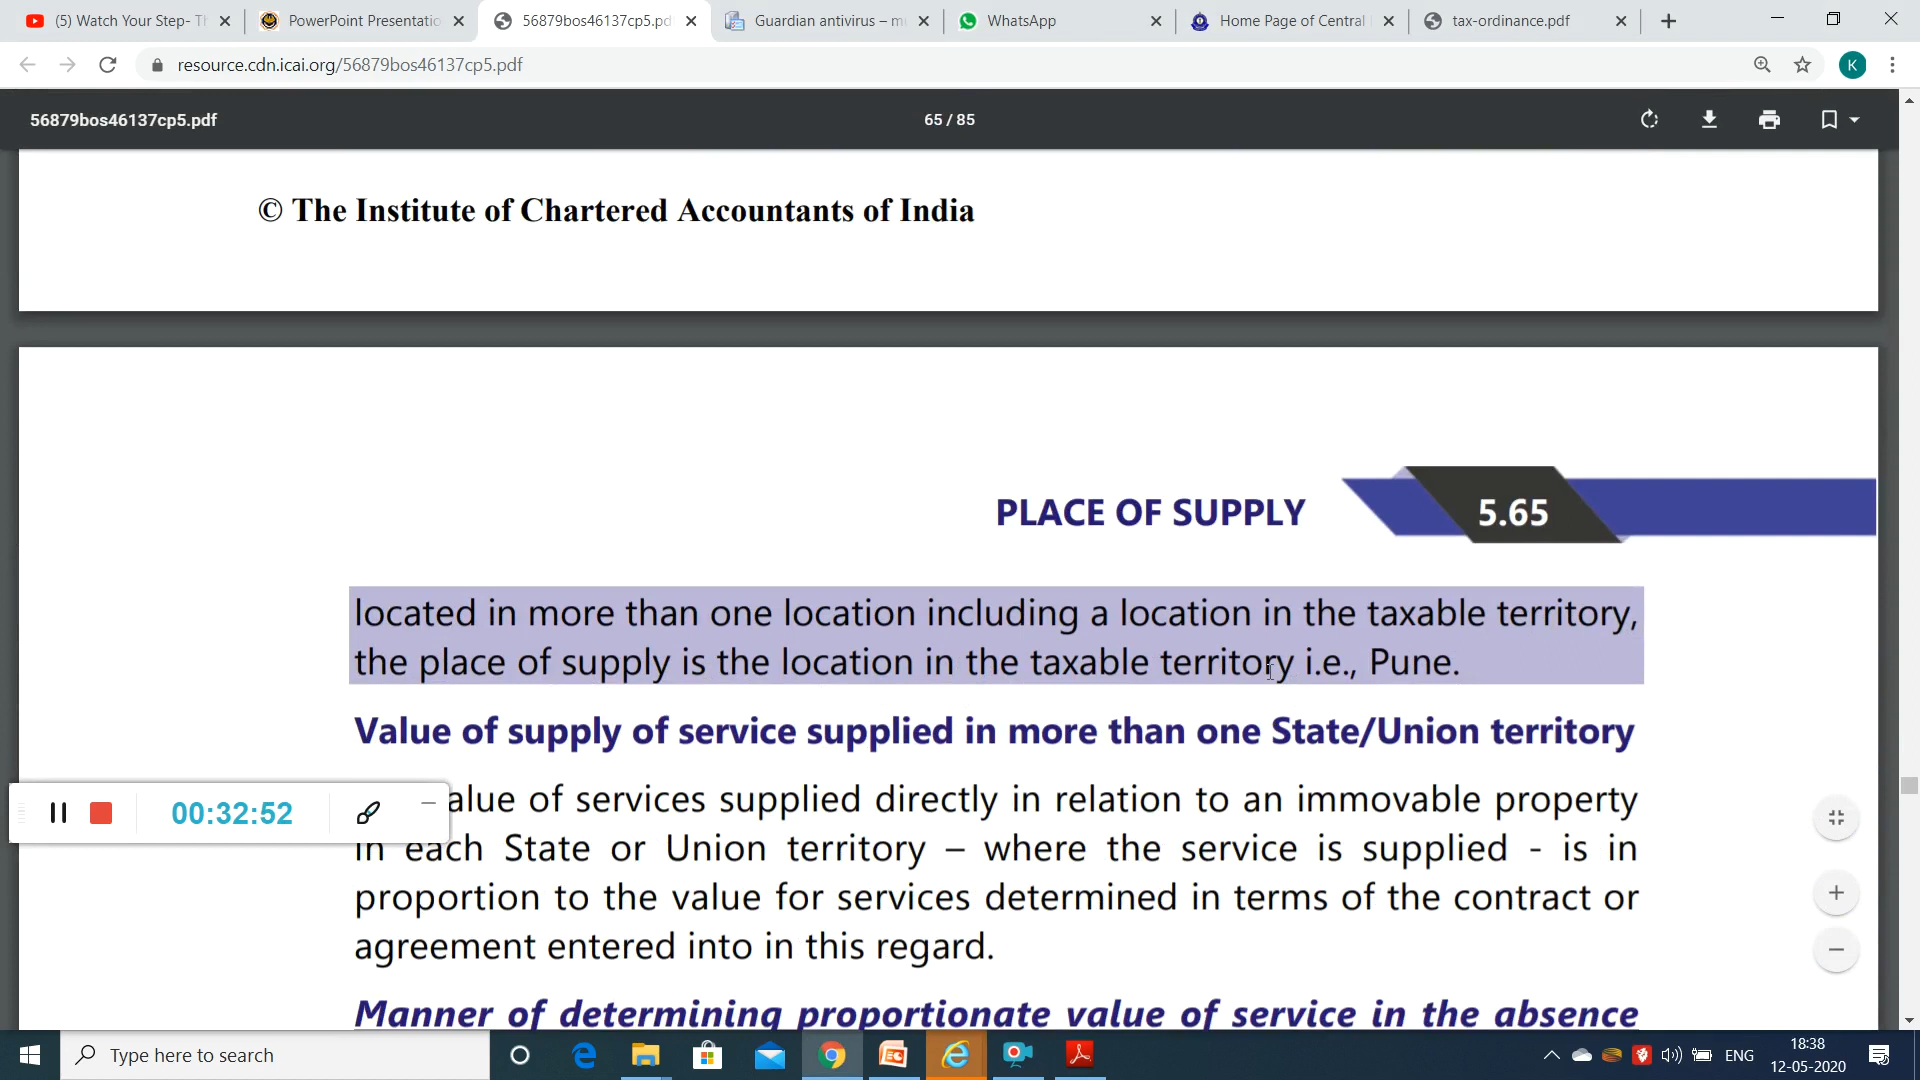 (5) Watch Your Step- Th
PowerPoint Presentatio
56879bos46137cp5.pd
Guardian antivirus – m
WhatsApp
Home Page of Central
tax-ordinance.pdf
resource.cdn.icai.org/56879bos46137cp5.pdf
K
56879bos46137cp5.pdf
65 / 85
© The Institute of Chartered Accountants of India
PLACE OF SUPPLY
5.65
located in more than one location including a location in the taxable territory,
the place of supply is the location in the taxable territory i.e., Pune.
Value of supply of service supplied in more than one State/Union territory
alue of services supplied directly in relation to an immovable property
in each State or Union territory – where the service is supplied - is in
proportion to the value for services determined in terms of the contract or
agreement entered into in this regard.
Manner of determining proportionate value of service in the absence
00:32:52
Type here to search
ENG
18:38
12-05-2020